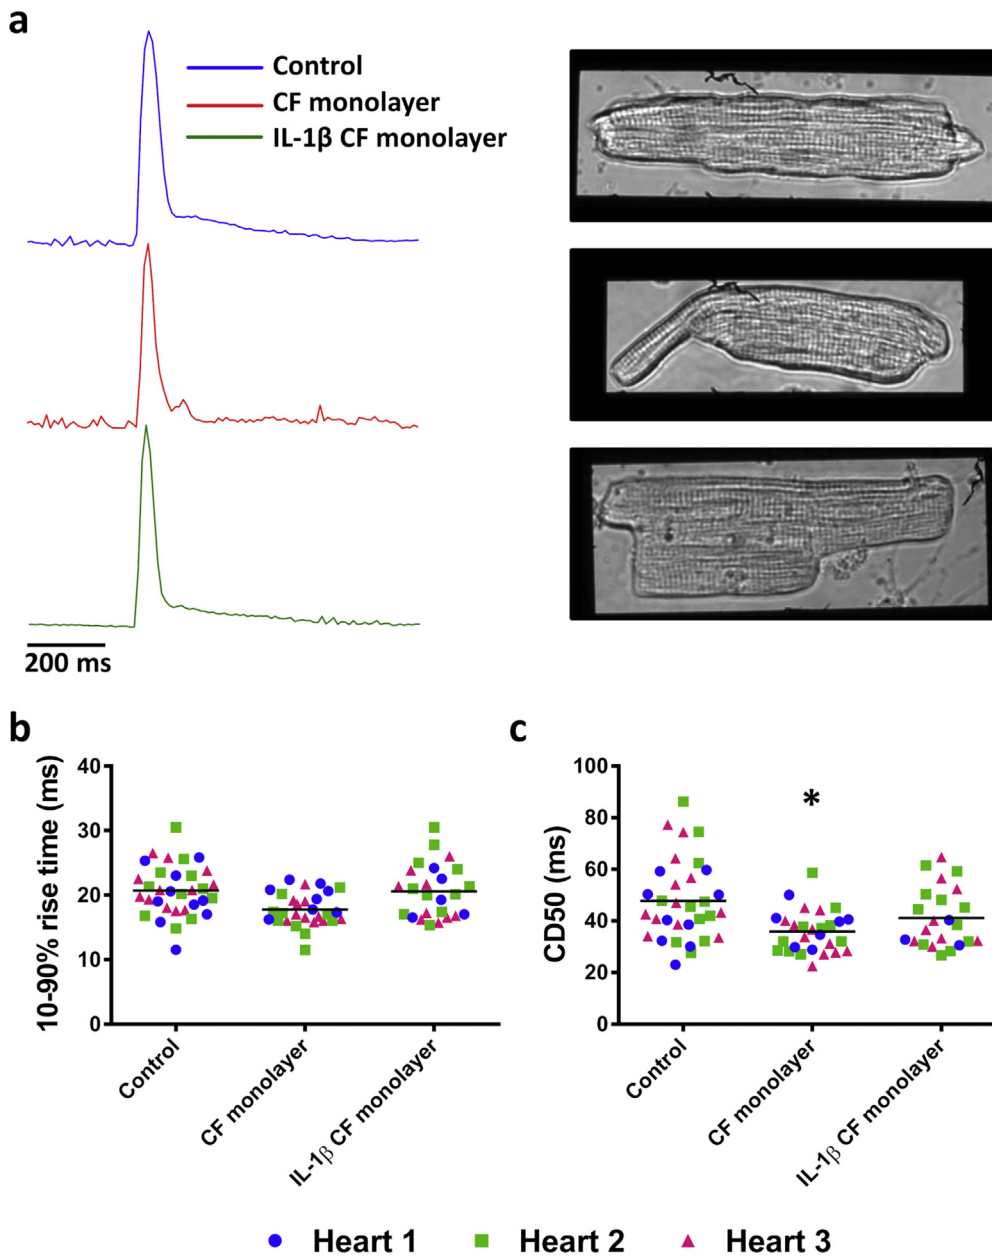 a
Control
CF monolayer
IL-1β CF monolayer
200 ms
b
10-90% rise time (ms)
40
30
20
10
0
Control
CF monolayer
IL-1β CF monolayer
c
CD50 (ms)
100
80
60
40
20
0
*
Control
CF monolayer
IL-1β CF monolayer
Heart 1
Heart 2
Heart 3